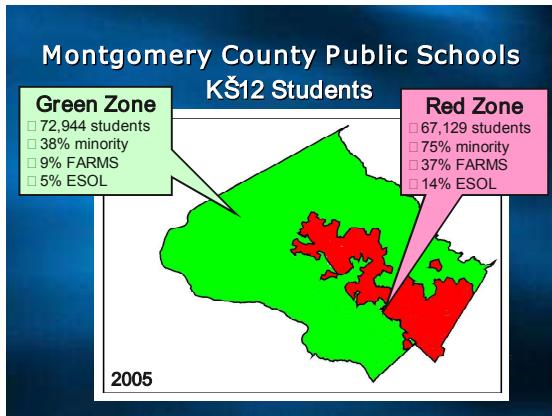 Montgomery County Public Schools
KŠ12 Students
Green Zone
□ 72,944 students
□ 38% minority
□ 9% FARMS
□ 5% ESOL
Red Zone
□ 67,129 students
□ 75% minority
□ 37% FARMS
□ 14% ESOL
2005